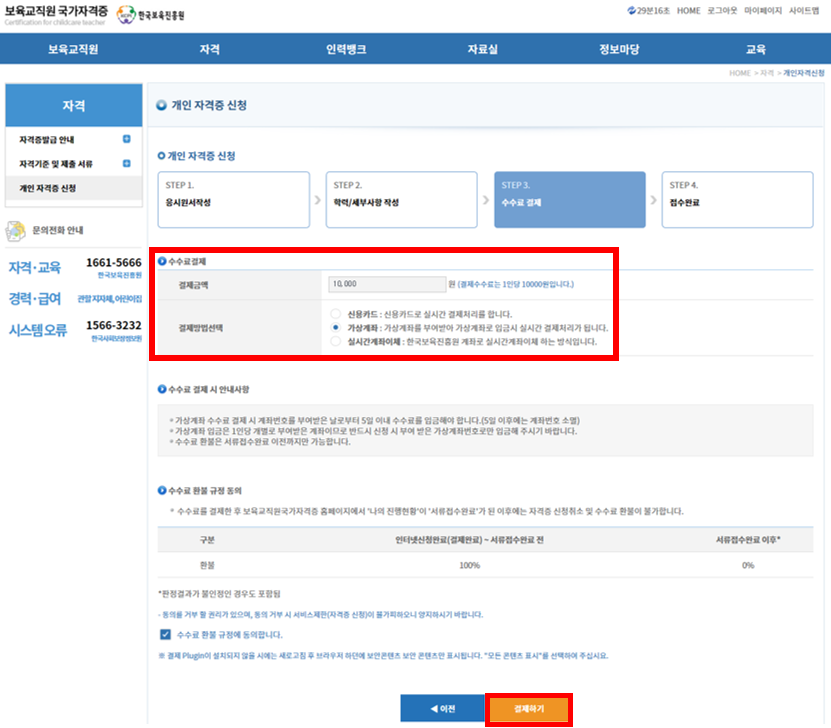 보육교직원 국가자격증
Certification for childcare teacher
한국보육진흥원
29분16초 HOME 로그아웃 마이페이지 사이트맵
보육교직원 자격 인력뱅크 자료실 정보마당 교육
HOME > 자격 > 개인자격신청
자격
자격증발급 안내
자격기준 및 제출 서류
개인 자격증 신청
문의전화 안내
자격·교육 1661-5666
한국보육진흥원
경력·급여 관할 지자체, 어린이집
시스템 오류 1566-3232
한국사회보장정보원
개인 자격증 신청
개인 자격증 신청
STEP 1.
응시원서작성
STEP 2.
학력/세부사항 작성
STEP 3.
수수료 결제
STEP 4.
접수완료
수수료결제
결제금액 10,000 원 (결제수수료는 1인당 10000원입니다.)
결제방법선택
신용카드 : 신용카드로 실시간 결제처리를 합니다.
가상계좌 : 가상계좌를 부여받아 가상계좌로 입금시 실시간 결제처리가 됩니다.
실시간계좌이체 : 한국보육진흥원 계좌로 실시간계좌이체 하는 방식입니다.
수수료 결제 시 안내사항
가상계좌 수수료 결제 시 계좌번호를 부여받은 날로부터 5일 이내 수수료를 입금해야 합니다.(5일 이후에는 계좌번호 소멸)
가상계좌 입금은 1인당 개별로 부여받은 계좌이므로 반드시 신청 시 부여 받은 가상계좌번호로만 입금해 주시기 바랍니다.
수수료 환불은 서류접수완료 이전까지만 가능합니다.
수수료 환불 규정 동의
* 수수료를 결제한 후 보육교직원국가자격증 홈페이지에서 '나의 진행현황'이 '서류접수완료'가 된 이후에는 자격증 신청취소 및 수수료 환불이 불가합니다.
구분 인터넷신청완료(결제완료) ~ 서류접수완료 전 서류접수완료 이후*
환불 100% 0%
*판정결과가 불인정인 경우도 포함됨
- 동의를 거부 할 권리가 있으며, 동의 거부 시 서비스제한(자격증 신청)이 불가피하오니 양지하시기 바랍니다.
수수료 환불 규정에 동의합니다.
※ 결제 Plugin이 설치되지 않을 시에는 새로고침 후 브라우저 하단에 보안콘텐츠 보안 콘텐츠만 표시됩니다. "모든 콘텐츠 표시"를 선택하여 주십시요.
◀ 이전 결제하기